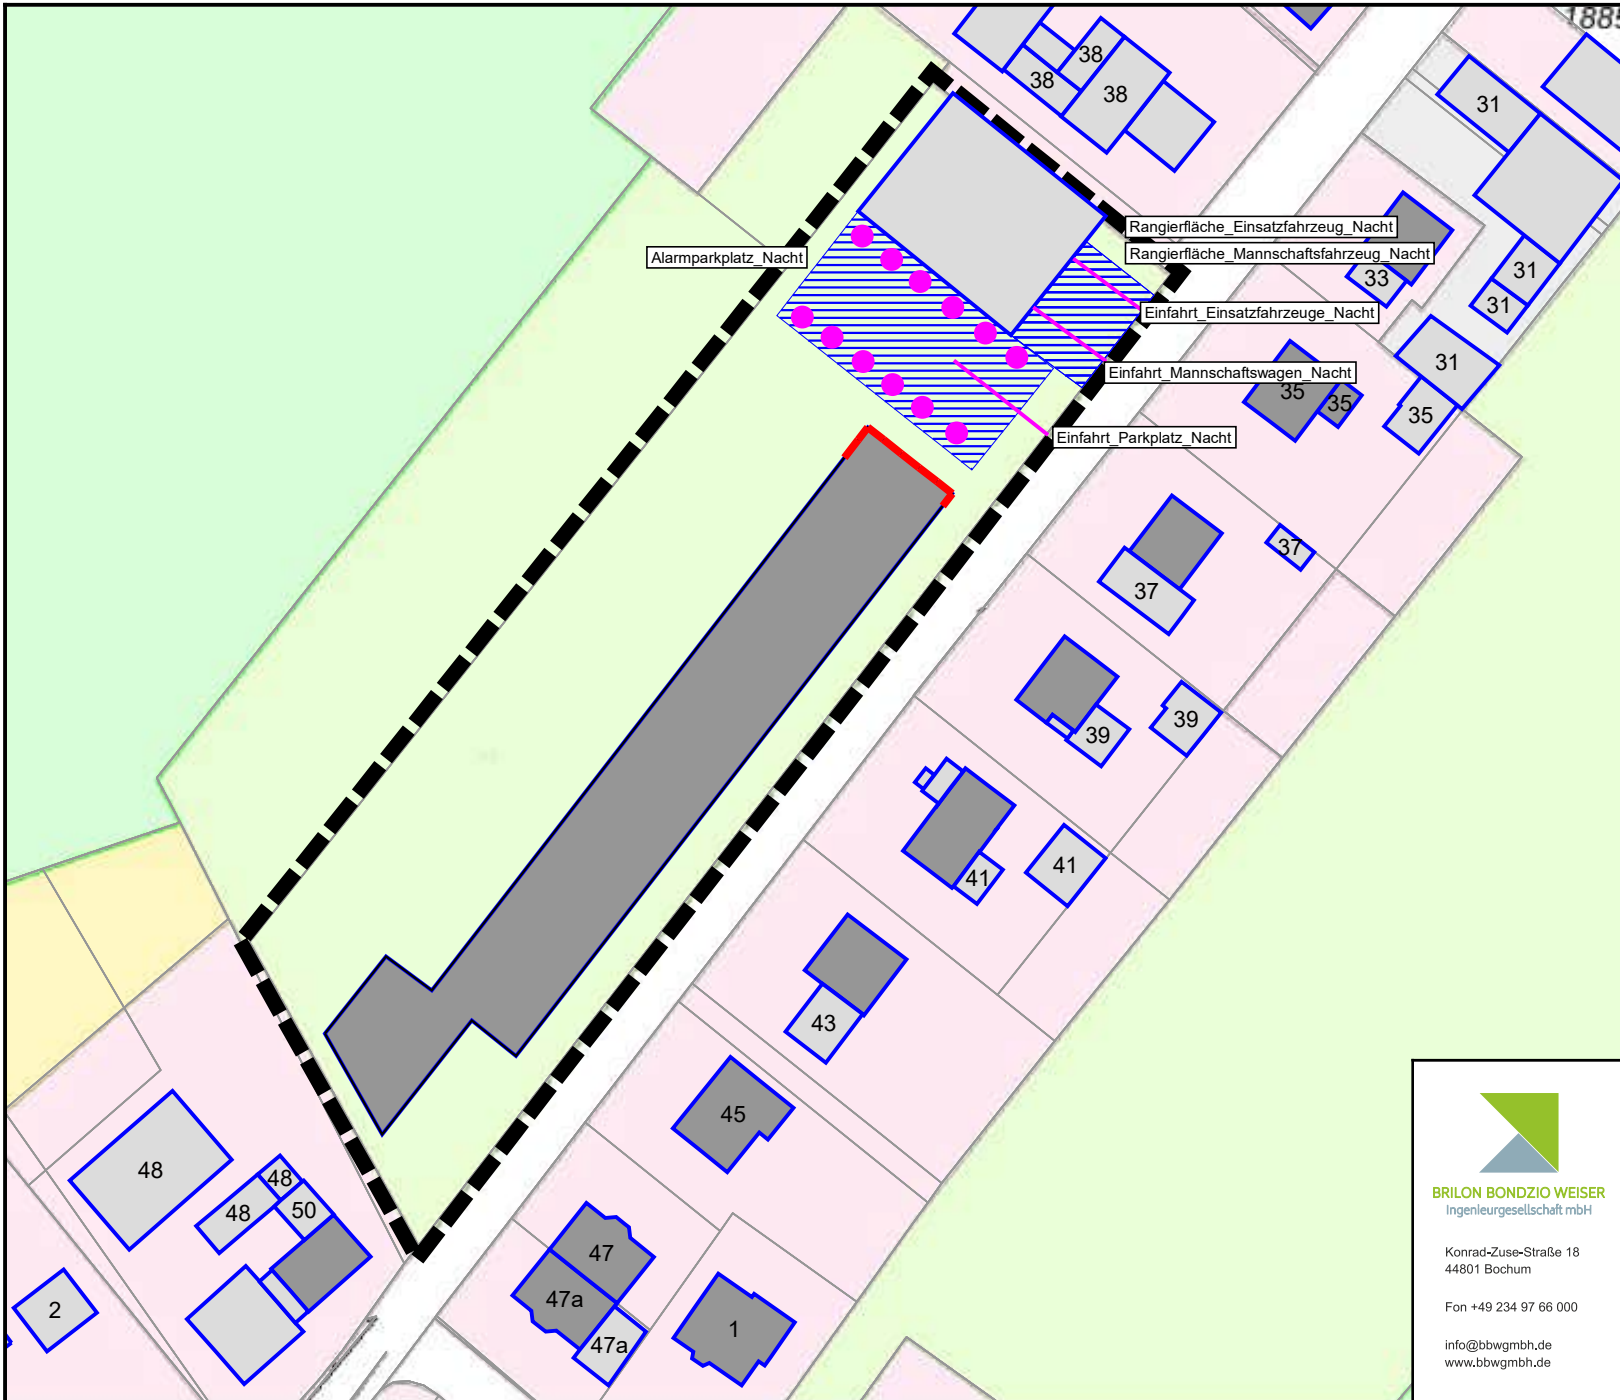 1885
38
38
38
31
Rangierfläche_Einsatzfahrzeug_Nacht
Rangierfläche_Mannschaftsfahrzeug_Nacht
Alarmparkplatz_Nacht
33
31
31
Einfahrt_Einsatzfahrzeuge_Nacht
31
Einfahrt_Mannschaftswagen_Nacht
35
35
35
Einfahrt_Parkplatz_Nacht
37
37
39
39
41
41
43
45
48
48
48
50
47
47a
47a
1
2
BRILON BONDZIO WEISER
Ingenieurgesellschaft mbH
Konrad-Zuse-Straße 18
44801 Bochum
Fon +49 234 97 66 000
info@bbwgmbh.de
www.bbwgmbh.de